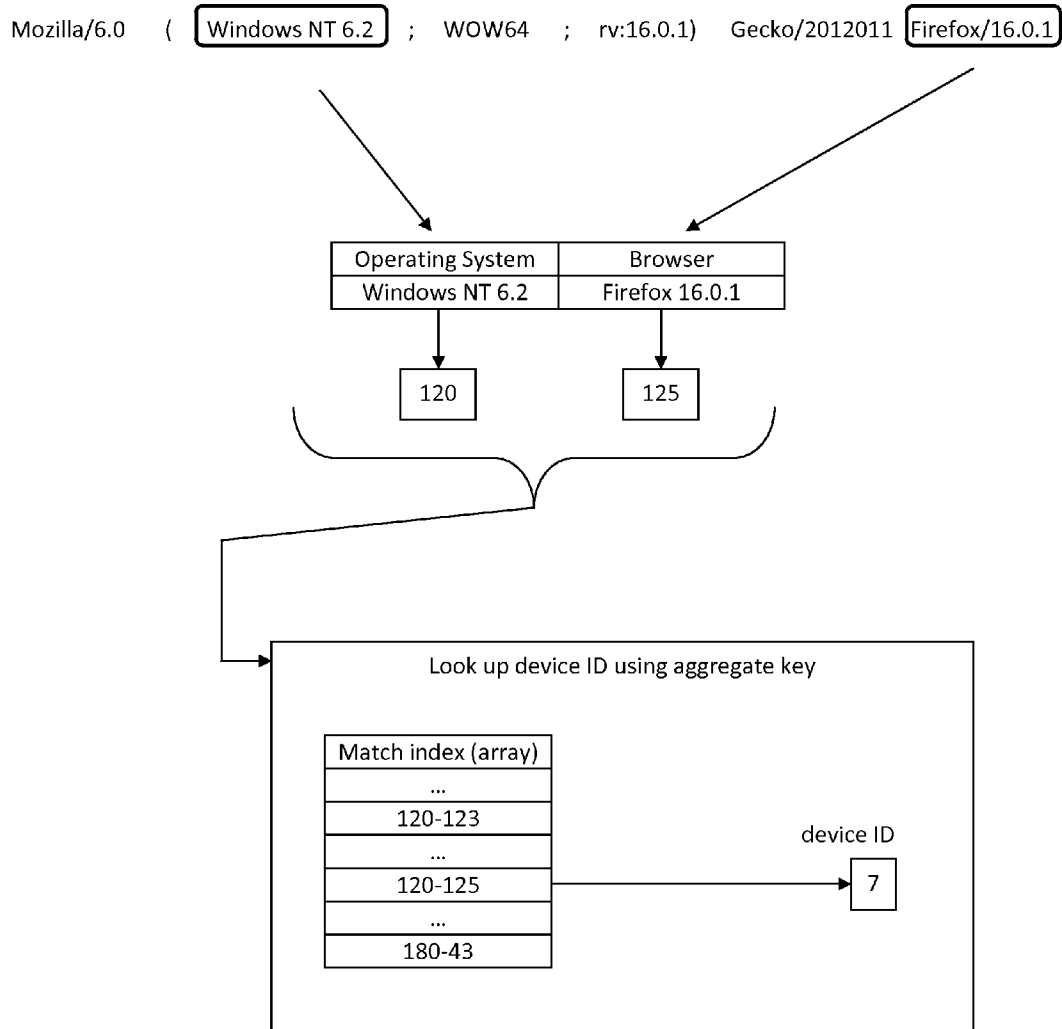 Mozilla/6.0 ( Windows NT 6.2 ; WOW64 ; rv:16.0.1) Gecko/2012011 Firefox/16.0.1
Operating System Browser
Windows NT 6.2 Firefox 16.0.1
120 125
Look up device ID using aggregate key
Match index (array)
...
120-123
...
device ID
120-125 7
...
180-43